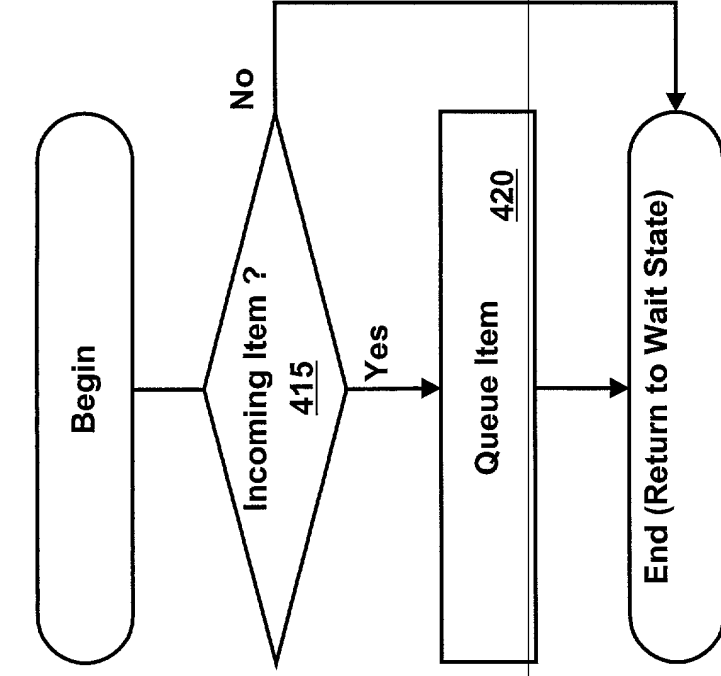 Begin
Incoming Item ?
415
No
Yes
Queue Item
420
End (Return to Wait State)